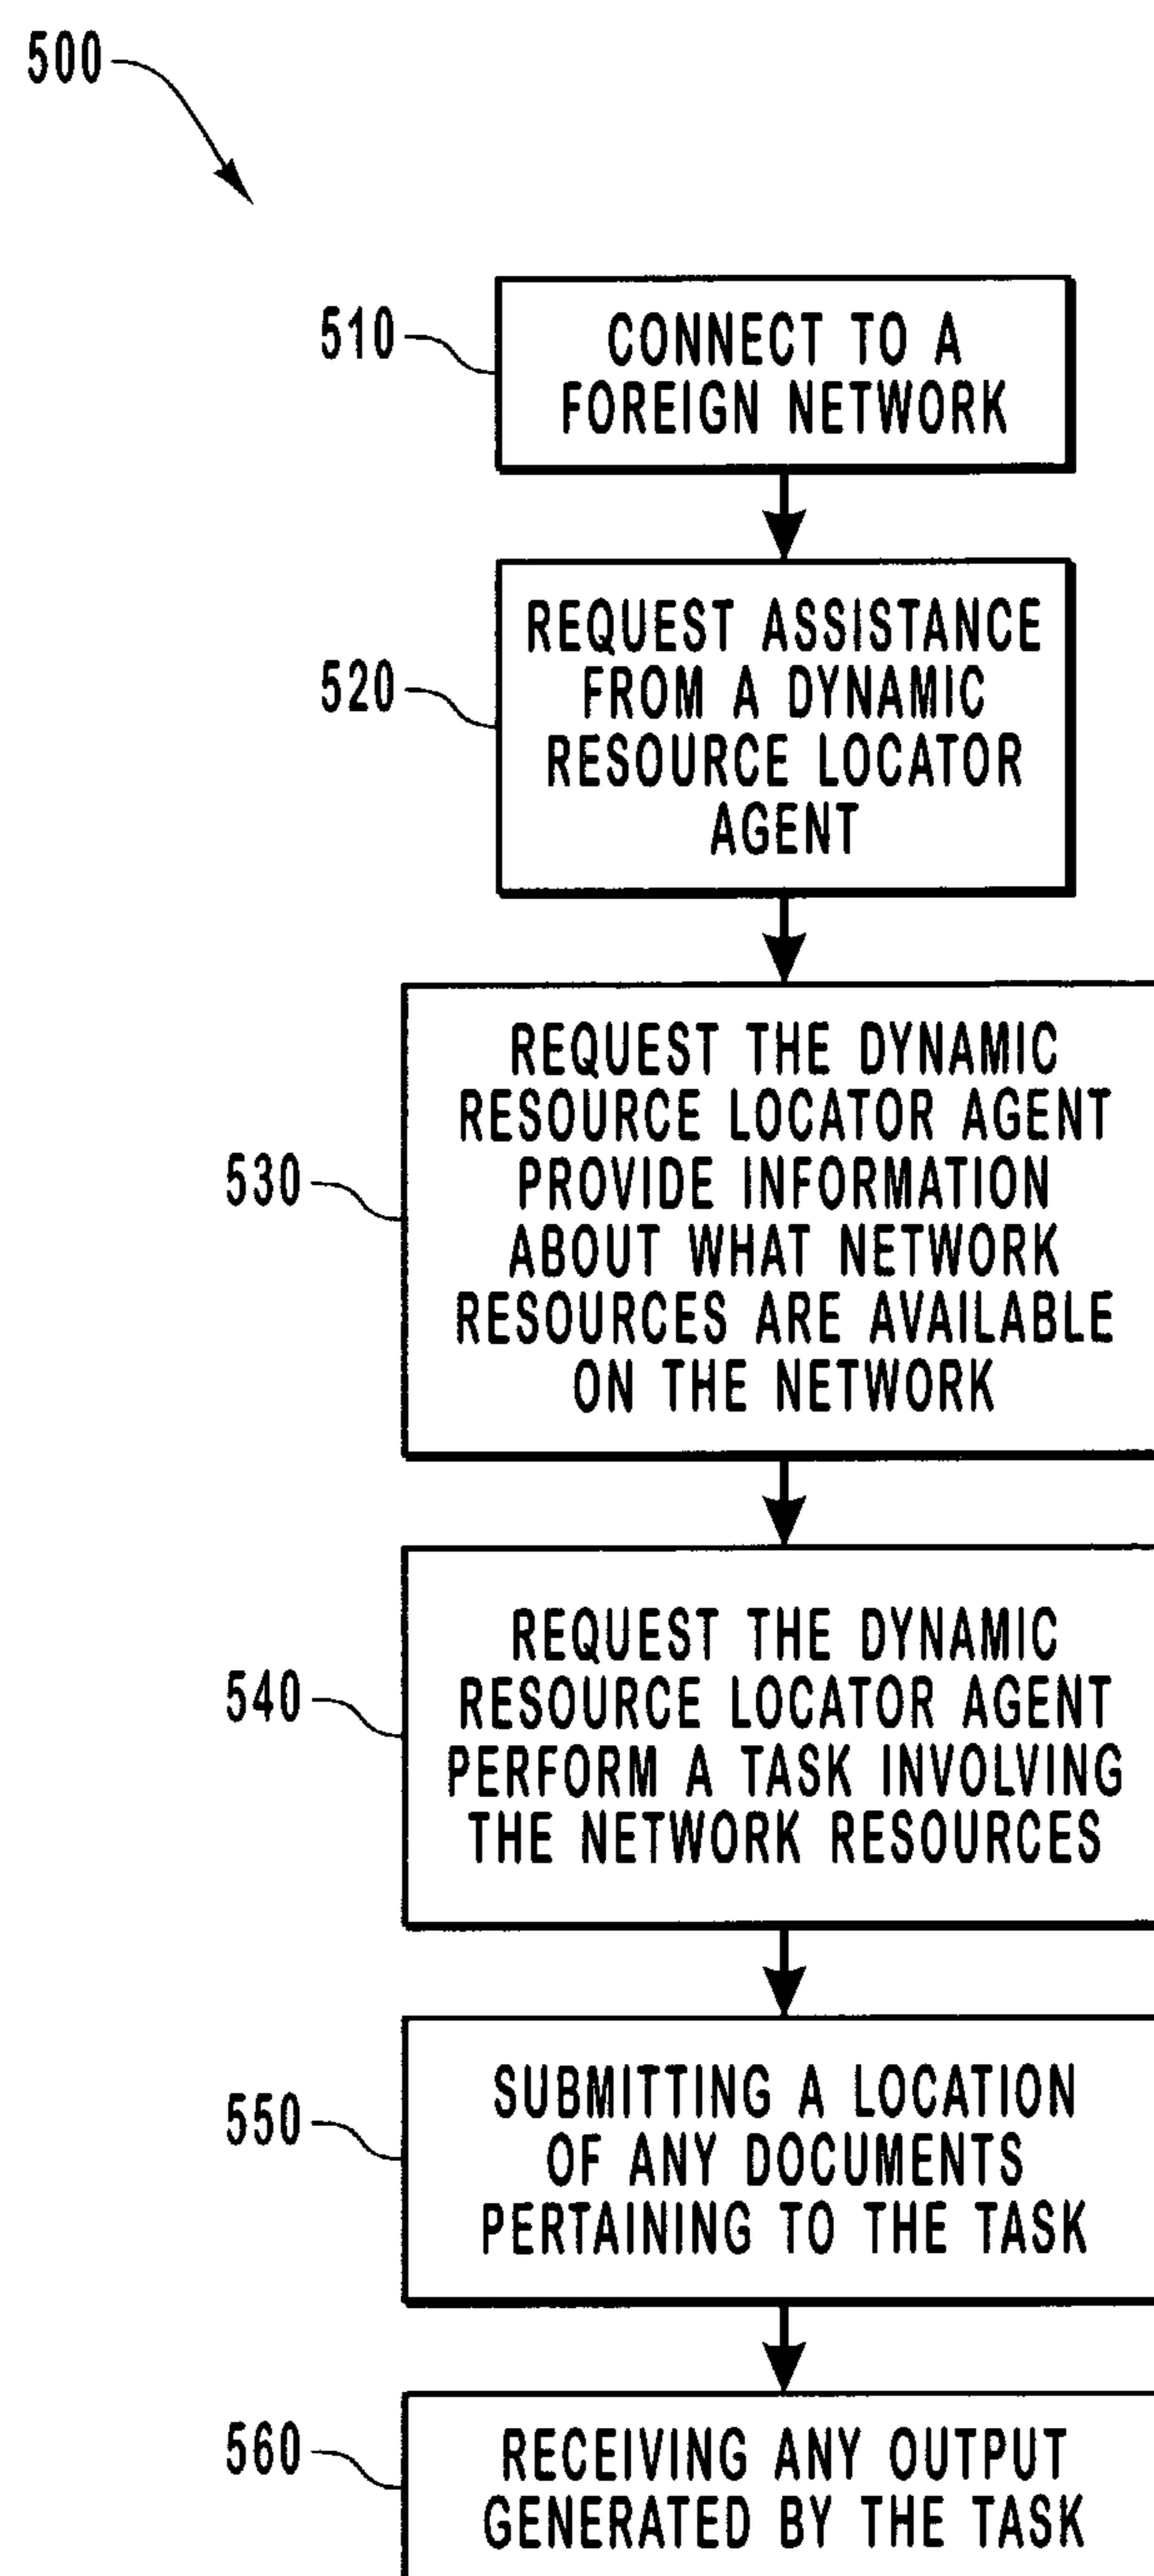 500
510
CONNECT TO A
FOREIGN NETWORK
520
REQUEST ASSISTANCE
FROM A DYNAMIC
RESOURCE LOCATOR
AGENT
530
REQUEST THE DYNAMIC
RESOURCE LOCATOR AGENT
PROVIDE INFORMATION
ABOUT WHAT NETWORK
RESOURCES ARE AVAILABLE
ON THE NETWORK
540
REQUEST THE DYNAMIC
RESOURCE LOCATOR AGENT
PERFORM A TASK INVOLVING
THE NETWORK RESOURCES
550
SUBMITTING A LOCATION
OF ANY DOCUMENTS
PERTAINING TO THE TASK
560
RECEIVING ANY OUTPUT
GENERATED BY THE TASK